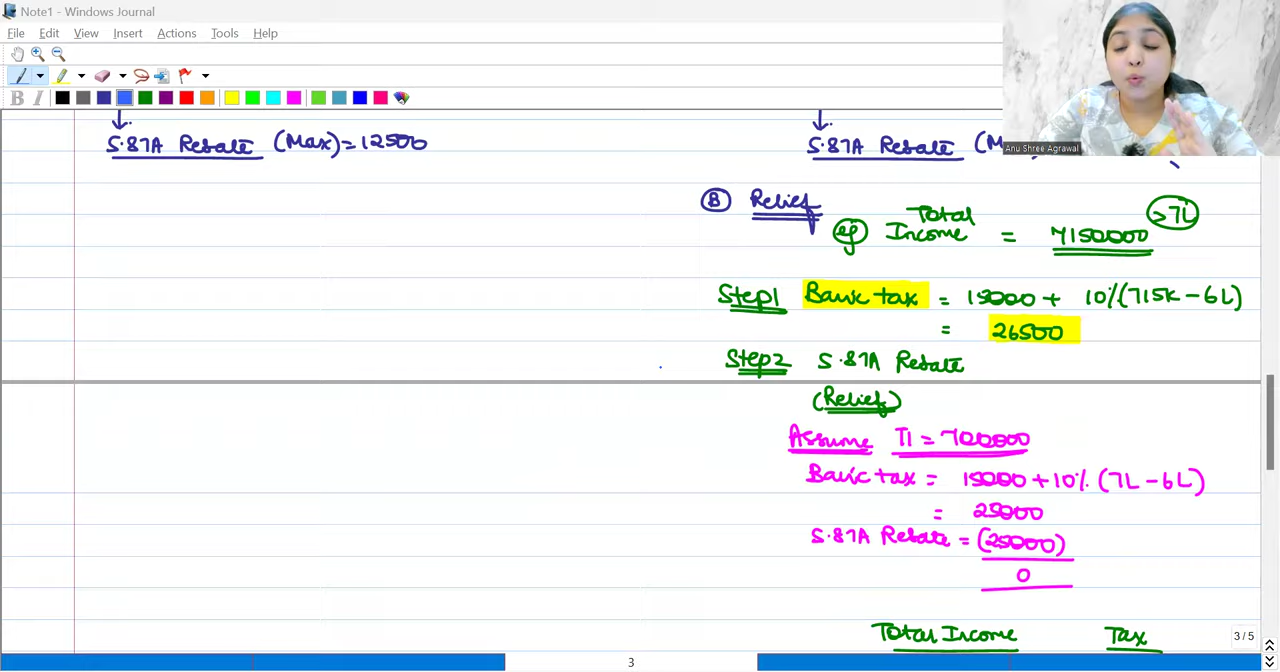 Note1 - Windows Journal
File Edit View Insert Actions Tools Help
B I
Anu Shree Agrawal
S.87A Rebate (Max) = 12500
S.87A Rebate (M
B Relief
eg Total Income = 7150000 >7L
Step1 Basic tax = 15000 + 10%(715K - 6L)
= 26500
Step2 S.87A Rebate
(Relief)
Assume TI = 700000
Basic tax = 15000 + 10% (7L - 6L)
= 25000
S.87A Rebate = (25000)
0
Total Income Tax
3 / 5
3